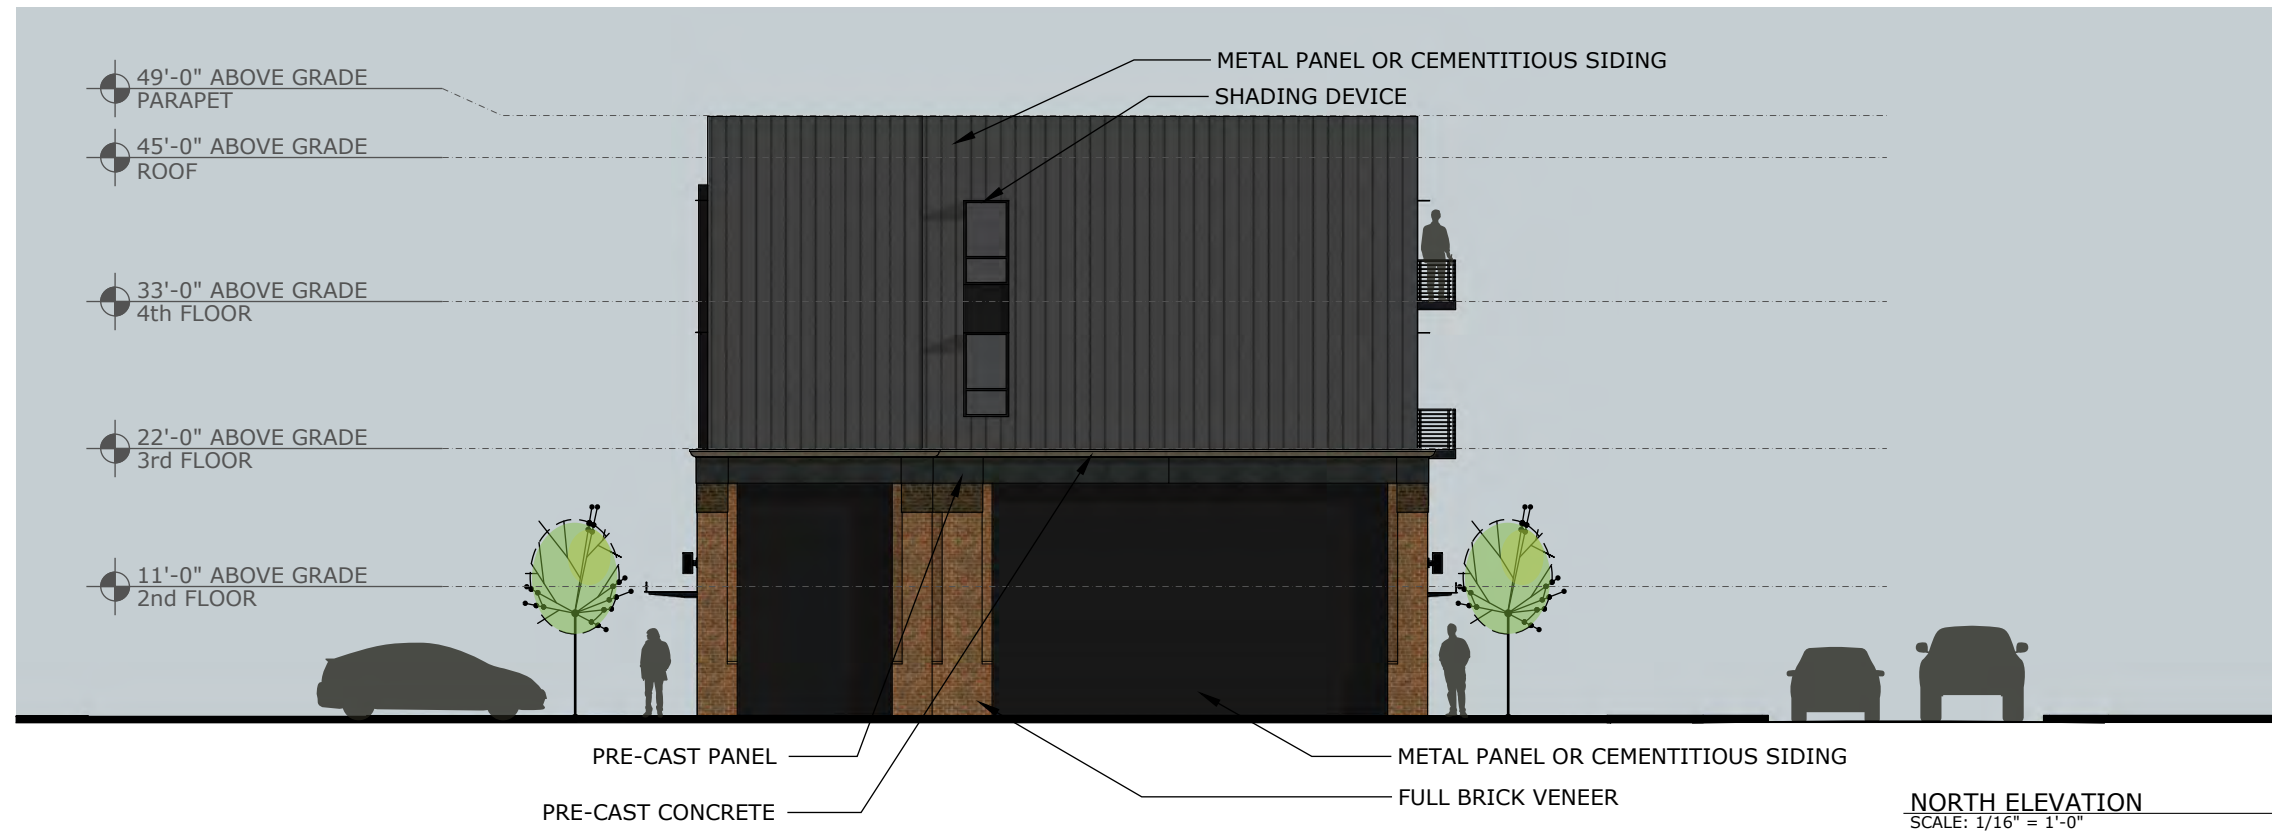 METAL PANEL OR CEMENTITIOUS SIDING
SHADING DEVICE
49'-0" ABOVE GRADE
PARAPET
45'-0" ABOVE GRADE
ROOF
33'-0" ABOVE GRADE
4th FLOOR
22'-0" ABOVE GRADE
3rd FLOOR
11'-0" ABOVE GRADE
2nd FLOOR
PRE-CAST PANEL
METAL PANEL OR CEMENTITIOUS SIDING
PRE-CAST CONCRETE
FULL BRICK VENEER
NORTH ELEVATION
SCALE: 1/16" = 1'-0"